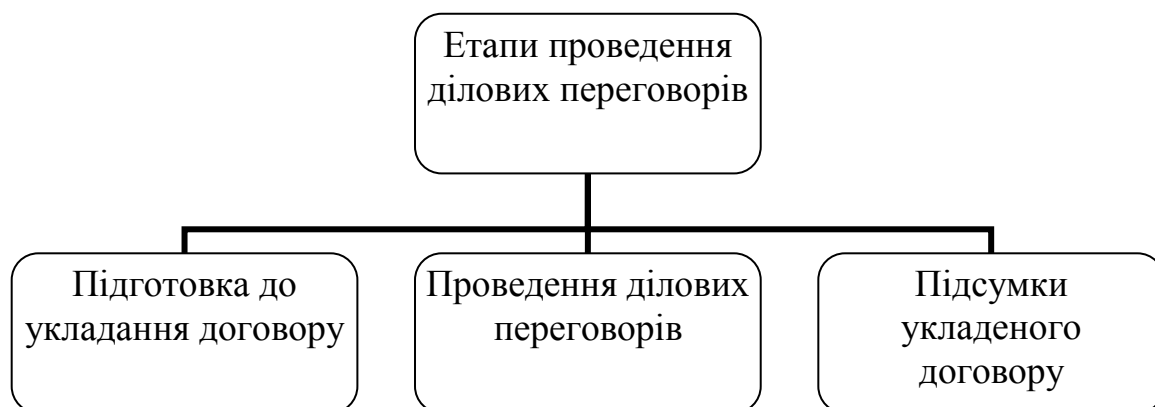 Етапи проведення
ділових переговорів
Підготовка до
укладання договору
Проведення ділових
переговорів
Підсумки
укладеного
договору